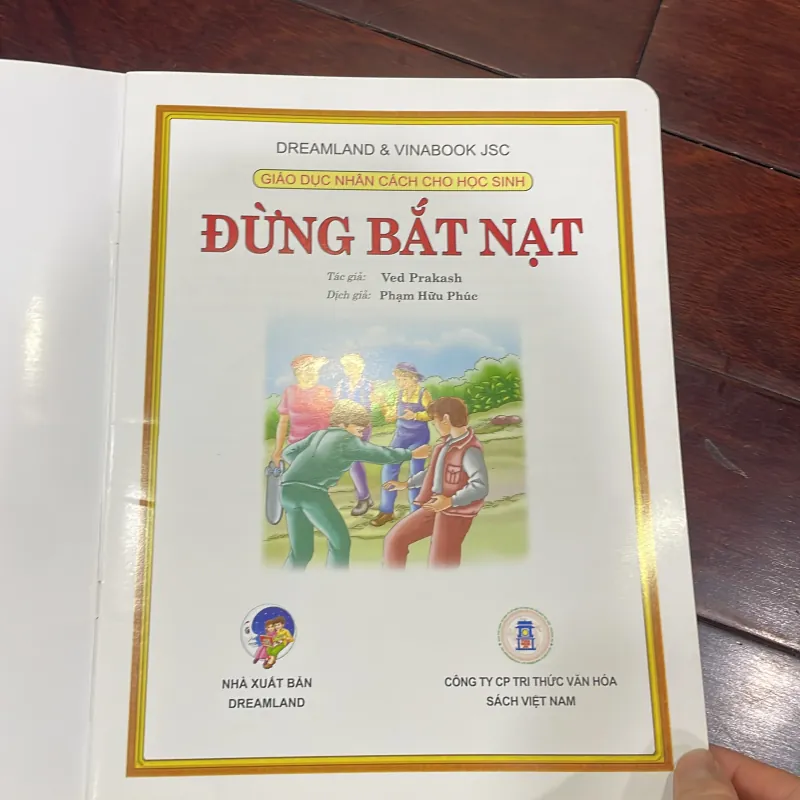 DREAMLAND & VINABOOK JSC
GIÁO DỤC NHÂN CÁCH CHO HỌC SINH
ĐỪNG BẮT NẠT
Tác giả: Ved Prakash
Dịch giả: Phạm Hữu Phúc
NHÀ XUẤT BẢN
DREAMLAND
CÔNG TY CP TRI THỨC VĂN HÓA
SÁCH VIỆT NAM